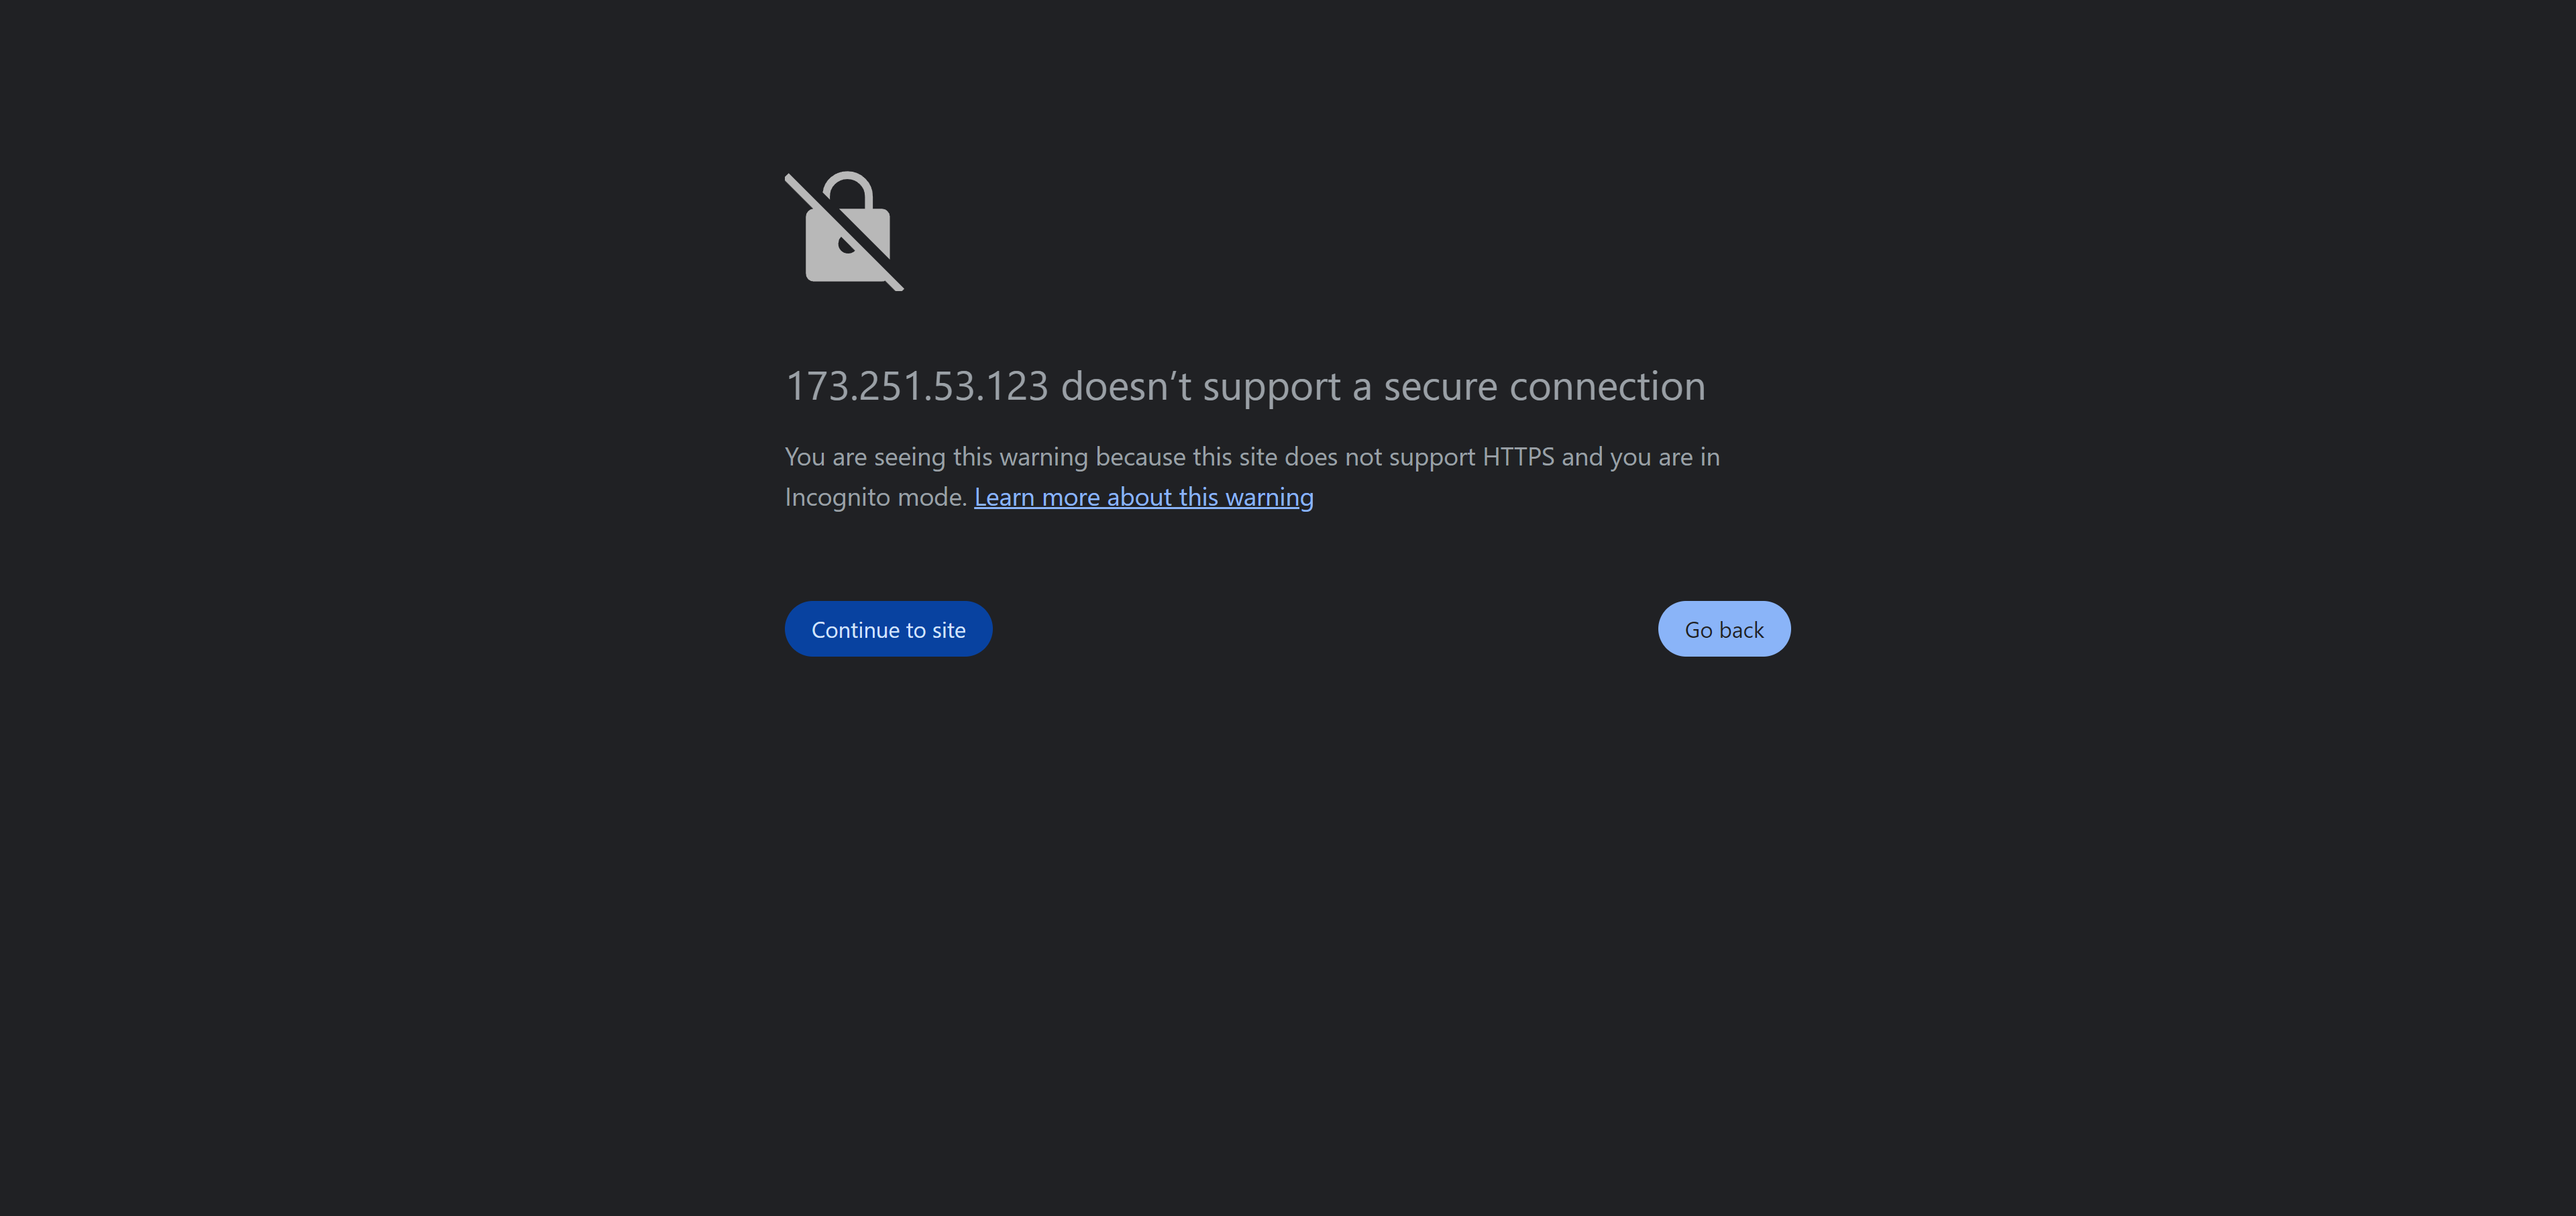 173.251.53.123 doesn’t support a secure connection
You are seeing this warning because this site does not support HTTPS and you are in
Incognito mode. Learn more about this warning
Continue to site
Go back